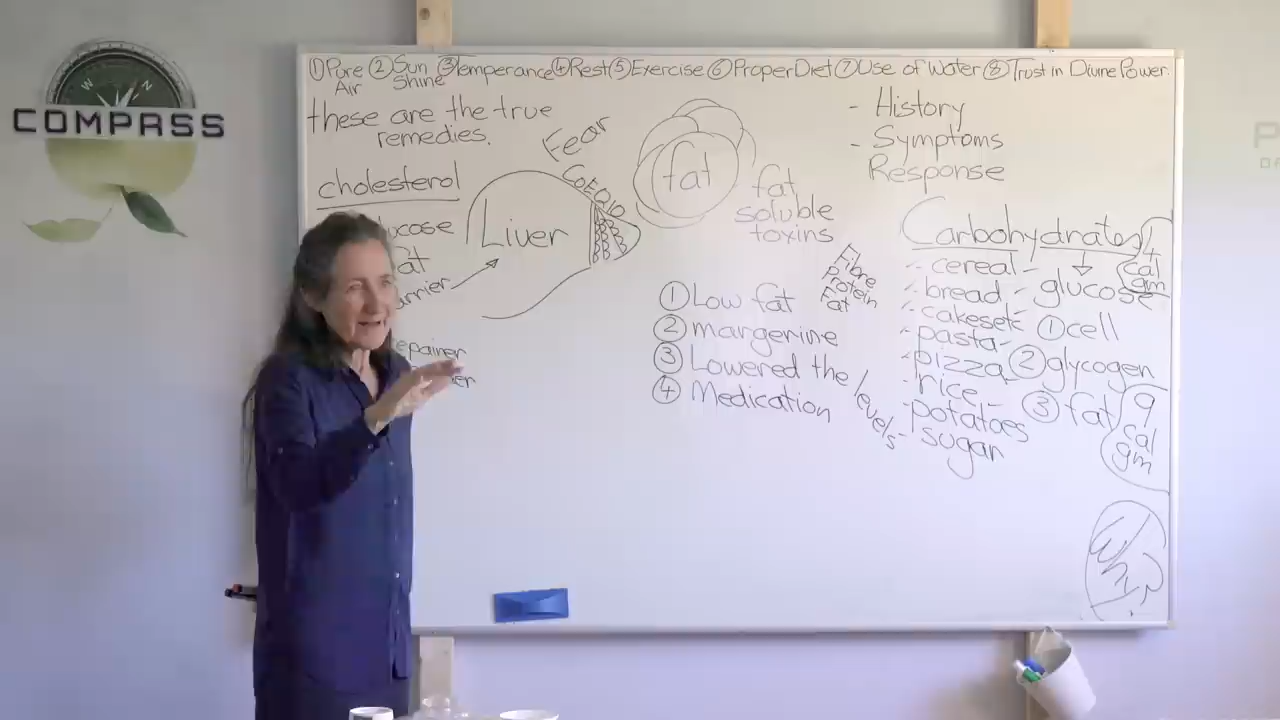 ①Pure Air ②Sun Shine ③Temperance ④Rest ⑤Exercise ⑥Proper Diet ⑦Use of Water ⑧Trust in Divine Power.
these are the true
remedies.
W N
COMPASS
cholesterol
Fear
CoEQ10
Liver
fat
fat
soluble
toxins
- History
- Symptoms
Response
① Low fat
② margerine
③ Lowered the levels
④ Medication
Fibre
Protein
Fat
Carbohydrates
4
cal
gm
- cereal -
- bread -
- cakes etc
- pasta -
- pizza -
- rice -
- potatoes
- sugar
glucose
① cell
② glycogen
③ fat
9
cal
gm
Why?